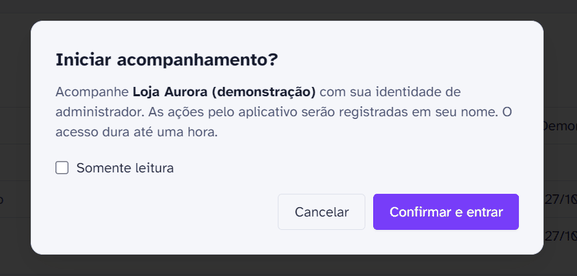 Iniciar acompanhamento?
Acompanhe Loja Aurora (demonstração) com sua identidade de
administrador. As ações pelo aplicativo serão registradas em seu nome. O
acesso dura até uma hora.
Somente leitura
Cancelar
Confirmar e entrar